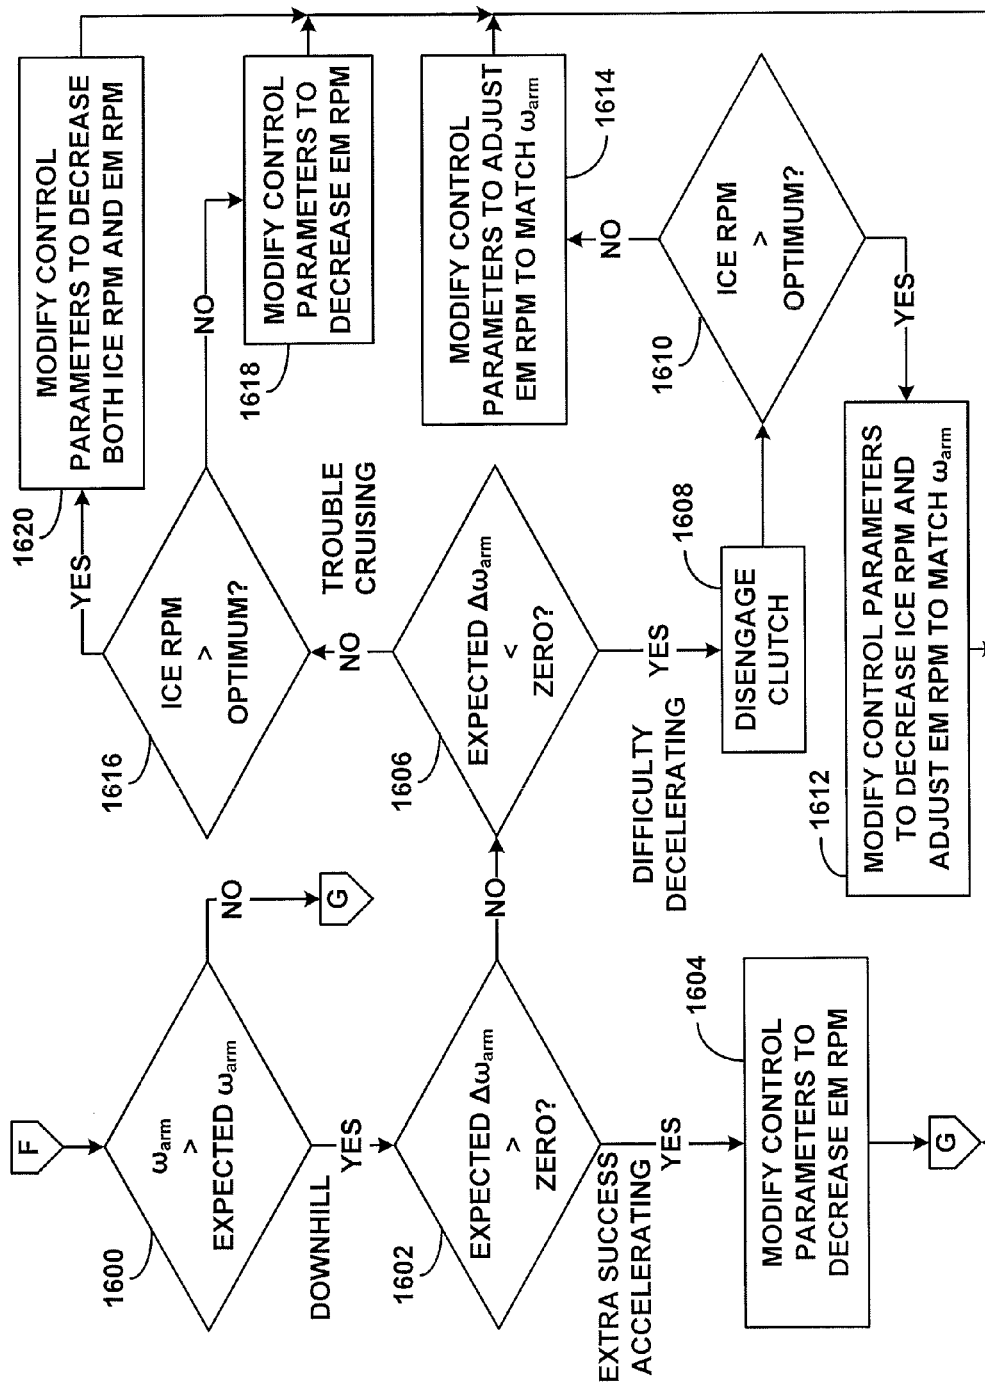 F
ωarm
>
EXPECTED ωarm
1600
NO
G
DOWNHILL
YES
EXPECTED Δωarm
>
ZERO?
1602
NO
EXTRA SUCCESS
ACCELERATING
YES
MODIFY CONTROL
PARAMETERS TO
DECREASE EM RPM
1604
G
EXPECTED Δωarm
<
ZERO?
1606
NO
TROUBLE
CRUISING
DIFFICULTY
DECELERATING
YES
DISENGAGE
CLUTCH
1608
ICE RPM
>
OPTIMUM?
1610
NO
YES
MODIFY CONTROL PARAMETERS
TO DECREASE ICE RPM AND
ADJUST EM RPM TO MATCH ωarm
1612
MODIFY CONTROL
PARAMETERS TO ADJUST
EM RPM TO MATCH ωarm
1614
ICE RPM
>
OPTIMUM?
1616
YES
NO
MODIFY CONTROL
PARAMETERS TO
DECREASE EM RPM
1618
MODIFY CONTROL
PARAMETERS TO DECREASE
BOTH ICE RPM AND EM RPM
1620